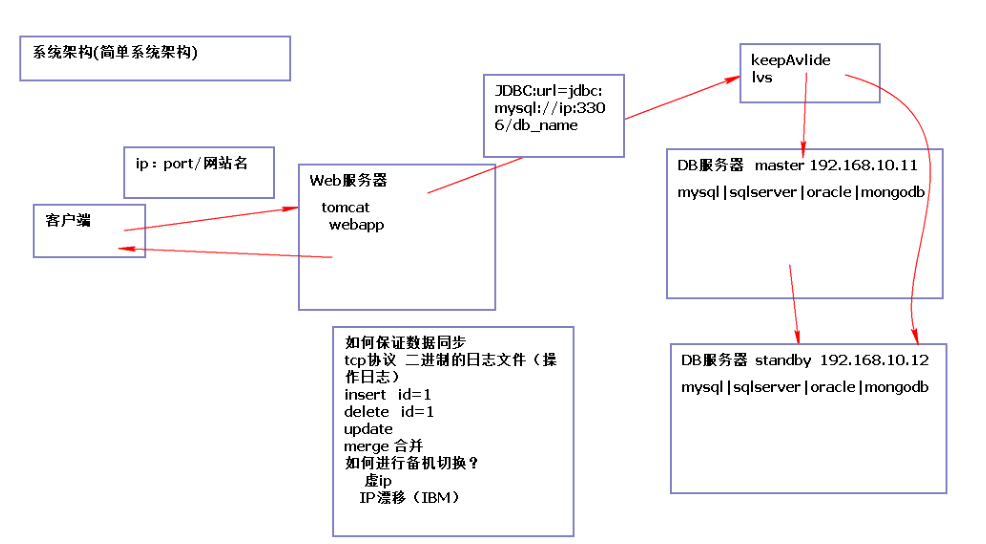 系统架构(简单系统架构)
ip：port/网站名
客户端
Web服务器
tomcat
webapp
JDBC:url=jdbc:
mysql://ip:330
6/db_name
keepAvlide
lvs
DB服务器 master 192.168.10.11
mysql|sqlserver|oracle|mongodb
DB服务器 standby 192.168.10.12
mysql|sqlserver|oracle|mongodb
如何保证数据同步
tcp协议 二进制的日志文件（操
作日志）
insert id=1
delete id=1
update
merge 合并
如何进行备机切换？
虚ip
IP漂移（IBM）